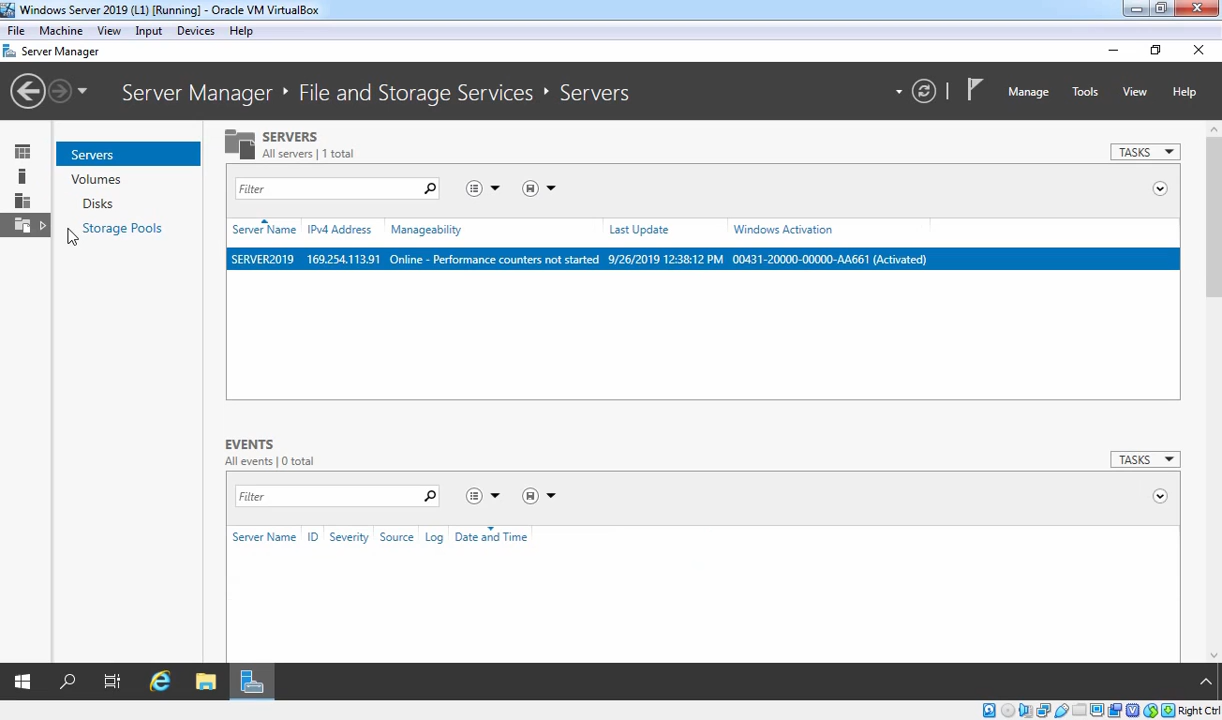 Windows Server 2019 (L1) [Running] - Oracle VM VirtualBox
File Machine View Input Devices Help
Server Manager
Server Manager ‣ File and Storage Services ‣ Servers
Manage Tools View Help
Servers
Volumes
Disks
Storage Pools
SERVERS
All servers | 1 total
TASKS
Filter
Server Name IPv4 Address Manageability Last Update Windows Activation
SERVER2019 169.254.113.91 Online - Performance counters not started 9/26/2019 12:38:12 PM 00431-20000-00000-AA661 (Activated)
EVENTS
All events | 0 total
TASKS
Filter
Server Name ID Severity Source Log Date and Time
Right Ctrl